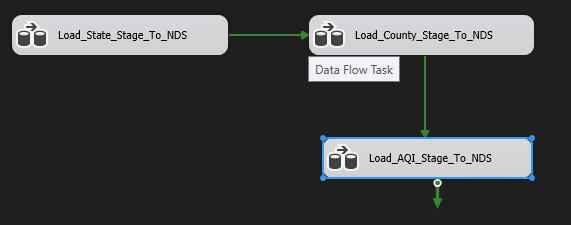 Load_State_Stage_To_NDS
Load_County_Stage_To_NDS
Data Flow Task
Load_AQI_Stage_To_NDS